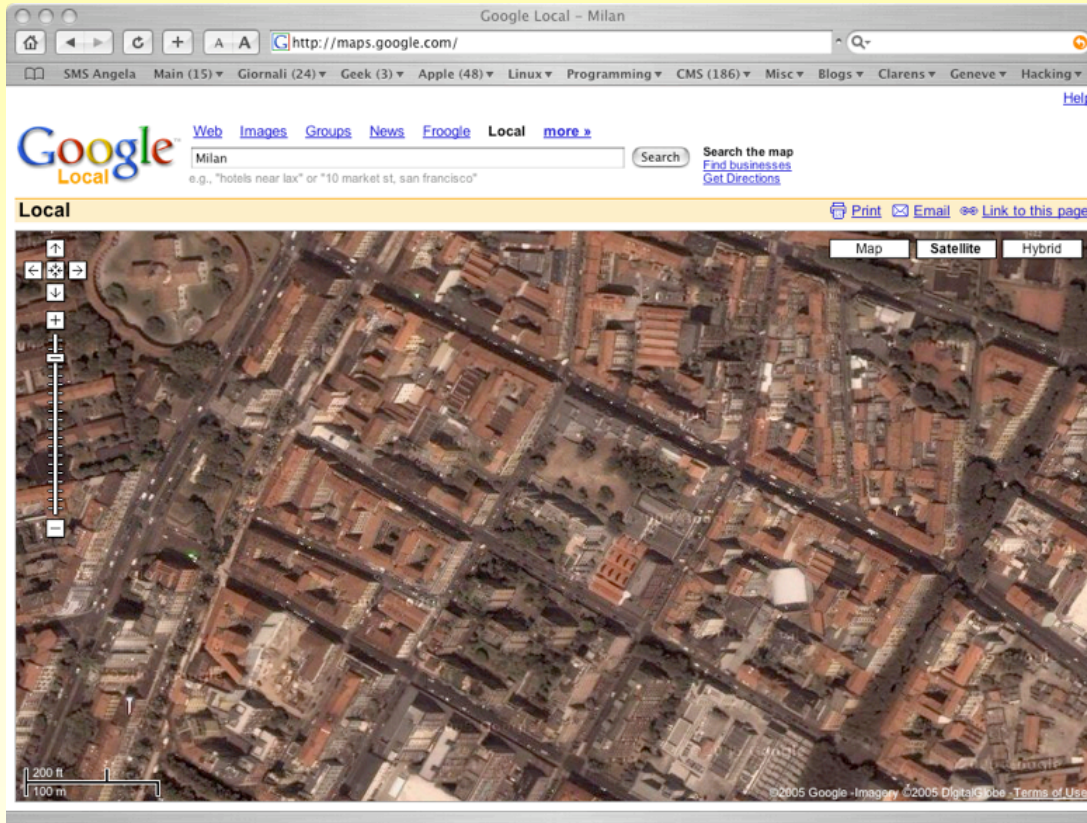 Google Local – Milan
A A G http://maps.google.com/ Q
SMS Angela Main (15) Giornali (24) Geek (3) Apple (48) Linux Programming CMS (186) Misc Blogs Clarens Geneve Hacking
Help
Google Local
Web Images Groups News Froogle Local more »
Milan Search
e.g., "hotels near lax" or "10 market st, san francisco"
Search the map
Find businesses
Get Directions
Local Print Email Link to this page
Map Satellite Hybrid
200 ft
100 m
©2005 Google -Imagery ©2005 DigitalGlobe -Terms of Use